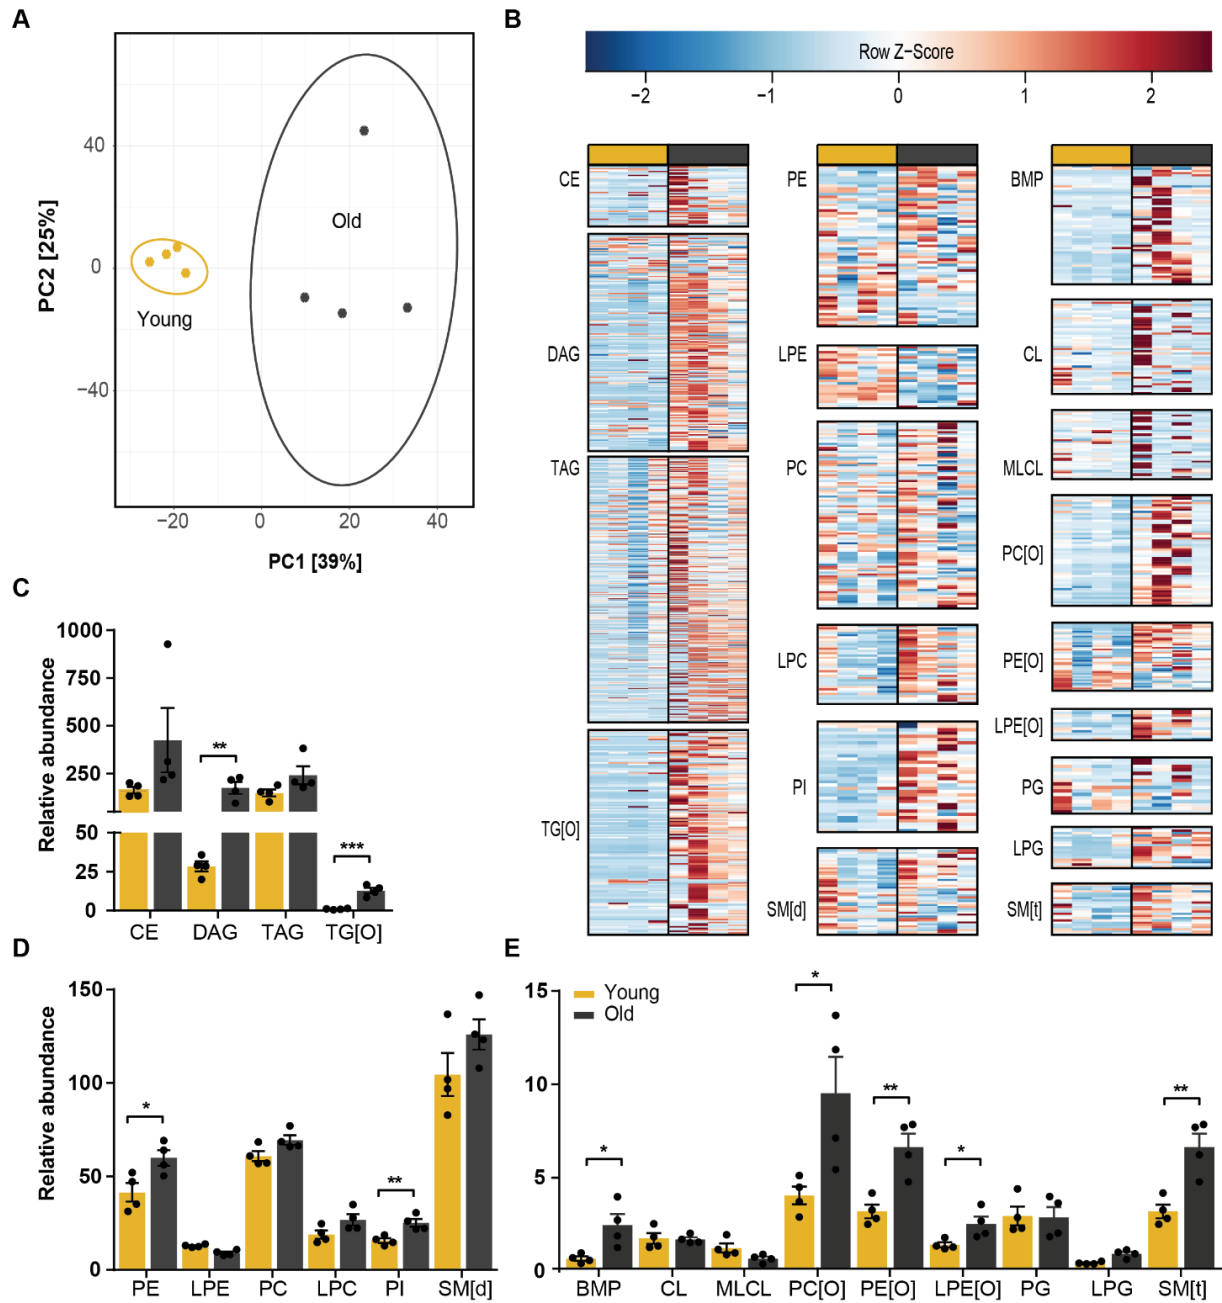 A
PC2 [25%]
40
0
−40
Old
Young
−20
0
20
40
PC1 [39%]
B
Row Z−Score
−2
−1
0
1
2
CE
DAG
TAG
TG[O]
PE
LPE
PC
LPC
PI
SM[d]
BMP
CL
MLCL
PC[O]
PE[O]
LPE[O]
PG
LPG
SM[t]
C
Relative abundance
1000
750
500
250
50
25
0
**
***
CE DAG TAG TG[O]
D
Relative abundance
150
100
50
0
*
**
PE LPE PC LPC PI SM[d]
E
15
10
5
0
Young
Old
*
*
**
*
**
BMP CL MLCL PC[O] PE[O] LPE[O] PG LPG SM[t]